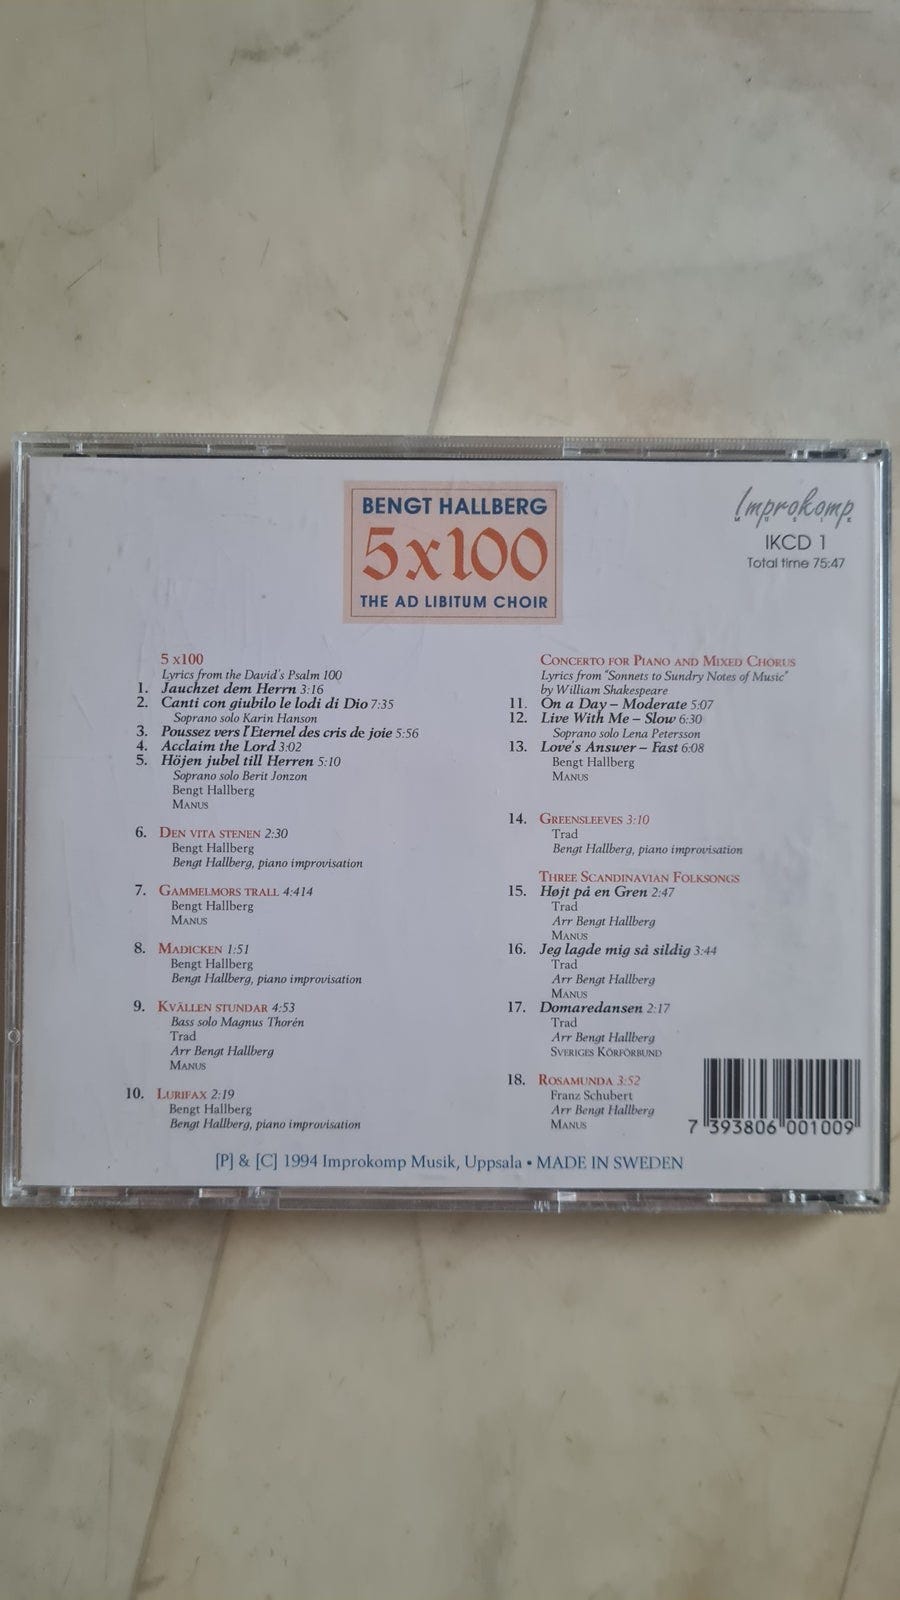 BENGT HALLBERG
5x100
THE AD LIBITUM CHOIR
Improkomp
MUSIK
IKCD 1
Total time 75:47
5 x100
Lyrics from the David's Psalm 100
1. Jauchzet dem Herrn 3:16
2. Canti con giubilo le lodi di Dio 7:35
Soprano solo Karin Hanson
3. Poussez vers l'Eternel des cris de joie 5:56
4. Acclaim the Lord 3:02
5. Höjen jubel till Herren 5:10
Soprano solo Berit Jonzon
Bengt Hallberg
MANUS
6. DEN VITA STENEN 2:30
Bengt Hallberg
Bengt Hallberg, piano improvisation
7. GAMMELMORS TRALL 4:414
Bengt Hallberg
MANUS
8. MADICKEN 1:51
Bengt Hallberg
Bengt Hallberg, piano improvisation
9. KVÄLLEN STUNDAR 4:53
Bass solo Magnus Thorén
Trad
Arr Bengt Hallberg
MANUS
10. LURIFAX 2:19
Bengt Hallberg
Bengt Hallberg, piano improvisation
CONCERTO FOR PIANO AND MIXED CHORUS
Lyrics from "Sonnets to Sundry Notes of Music"
by William Shakespeare
11. On a Day – Moderate 5:07
12. Live With Me – Slow 6:30
Soprano solo Lena Petersson
13. Love's Answer – Fast 6:08
Bengt Hallberg
MANUS
14. GREENSLEEVES 3:10
Trad
Bengt Hallberg, piano improvisation
THREE SCANDINAVIAN FOLKSONGS
15. Højt på en Gren 2:47
Trad
Arr Bengt Hallberg
MANUS
16. Jeg lagde mig så sildig 3:44
Trad
Arr Bengt Hallberg
MANUS
17. Domaredansen 2:17
Trad
Arr Bengt Hallberg
SVERIGES KÖRFÖRBUND
18. ROSAMUNDA 3:52
Franz Schubert
Arr Bengt Hallberg
MANUS
7 393806 001009
[P] & [C] 1994 Improkomp Musik, Uppsala • MADE IN SWEDEN